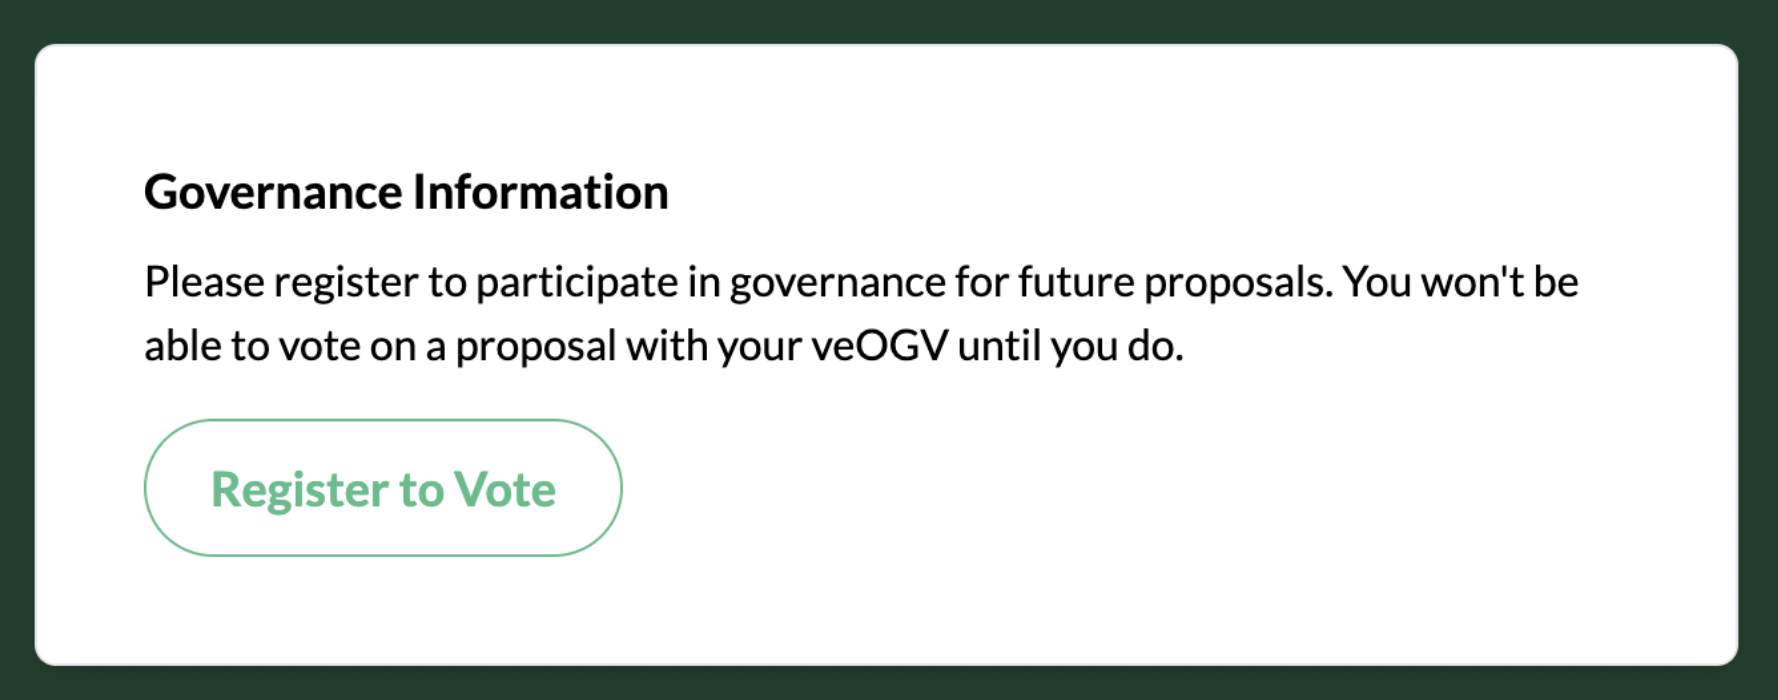 Governance Information
Please register to participate in governance for future proposals. You won't be
able to vote on a proposal with your veOGV until you do.
Register to Vote